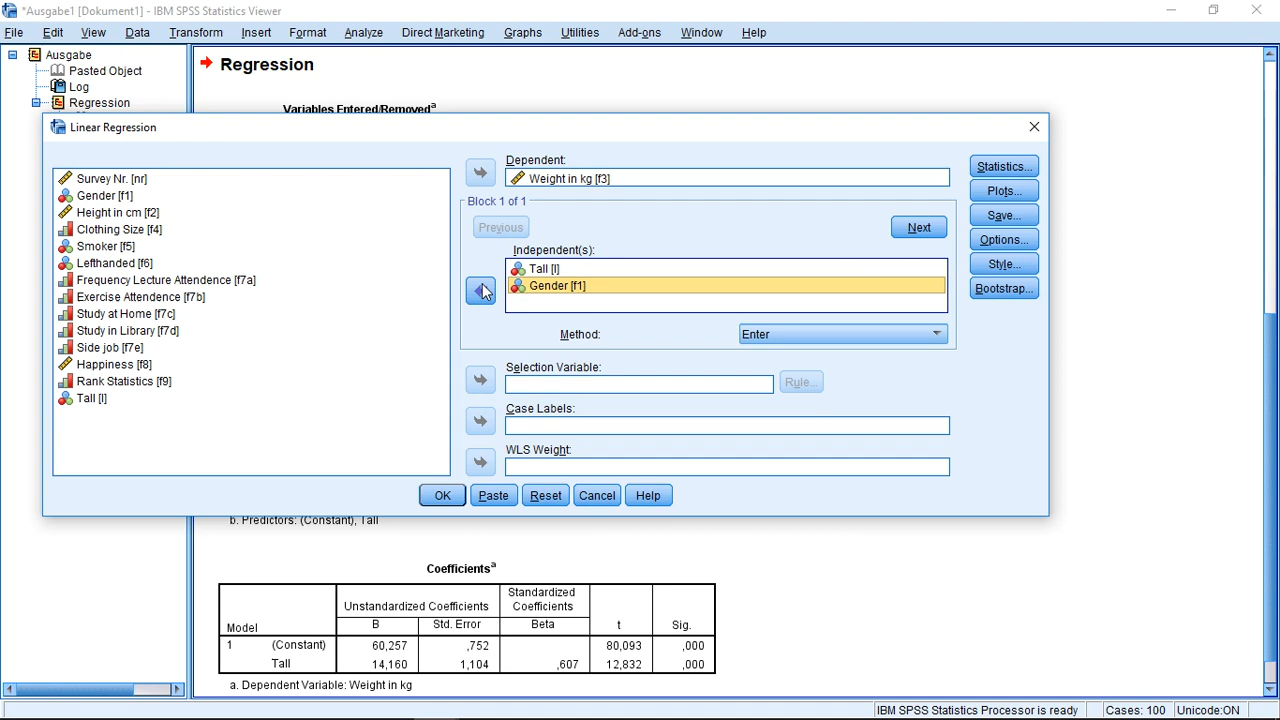 *Ausgabe1 [Dokument1] - IBM SPSS Statistics Viewer
File Edit View Data Transform Insert Format Analyze Direct Marketing Graphs Utilities Add-ons Window Help
Ausgabe
Pasted Object
Log
Regression
Regression
Variables Entered/Removedᵃ
Linear Regression
Survey Nr. [nr]
Gender [f1]
Height in cm [f2]
Clothing Size [f4]
Smoker [f5]
Lefthanded [f6]
Frequency Lecture Attendence [f7a]
Exercise Attendence [f7b]
Study at Home [f7c]
Study in Library [f7d]
Side job [f7e]
Happiness [f8]
Rank Statistics [f9]
Tall [l]
Dependent:
Weight in kg [f3]
Block 1 of 1
Previous Next
Independent(s):
Tall [l]
Gender [f1]
Method: Enter
Selection Variable:
Rule...
Case Labels:
WLS Weight:
Statistics...
Plots...
Save...
Options...
Style...
Bootstrap...
OK Paste Reset Cancel Help
b. Predictors: (Constant), Tall
Coefficientsᵃ
Model Unstandardized Coefficients Standardized Coefficients t Sig.
B Std. Error Beta
1 (Constant) 60,257 ,752 80,093 ,000
Tall 14,160 1,104 ,607 12,832 ,000
a. Dependent Variable: Weight in kg
IBM SPSS Statistics Processor is ready Cases: 100 Unicode:ON